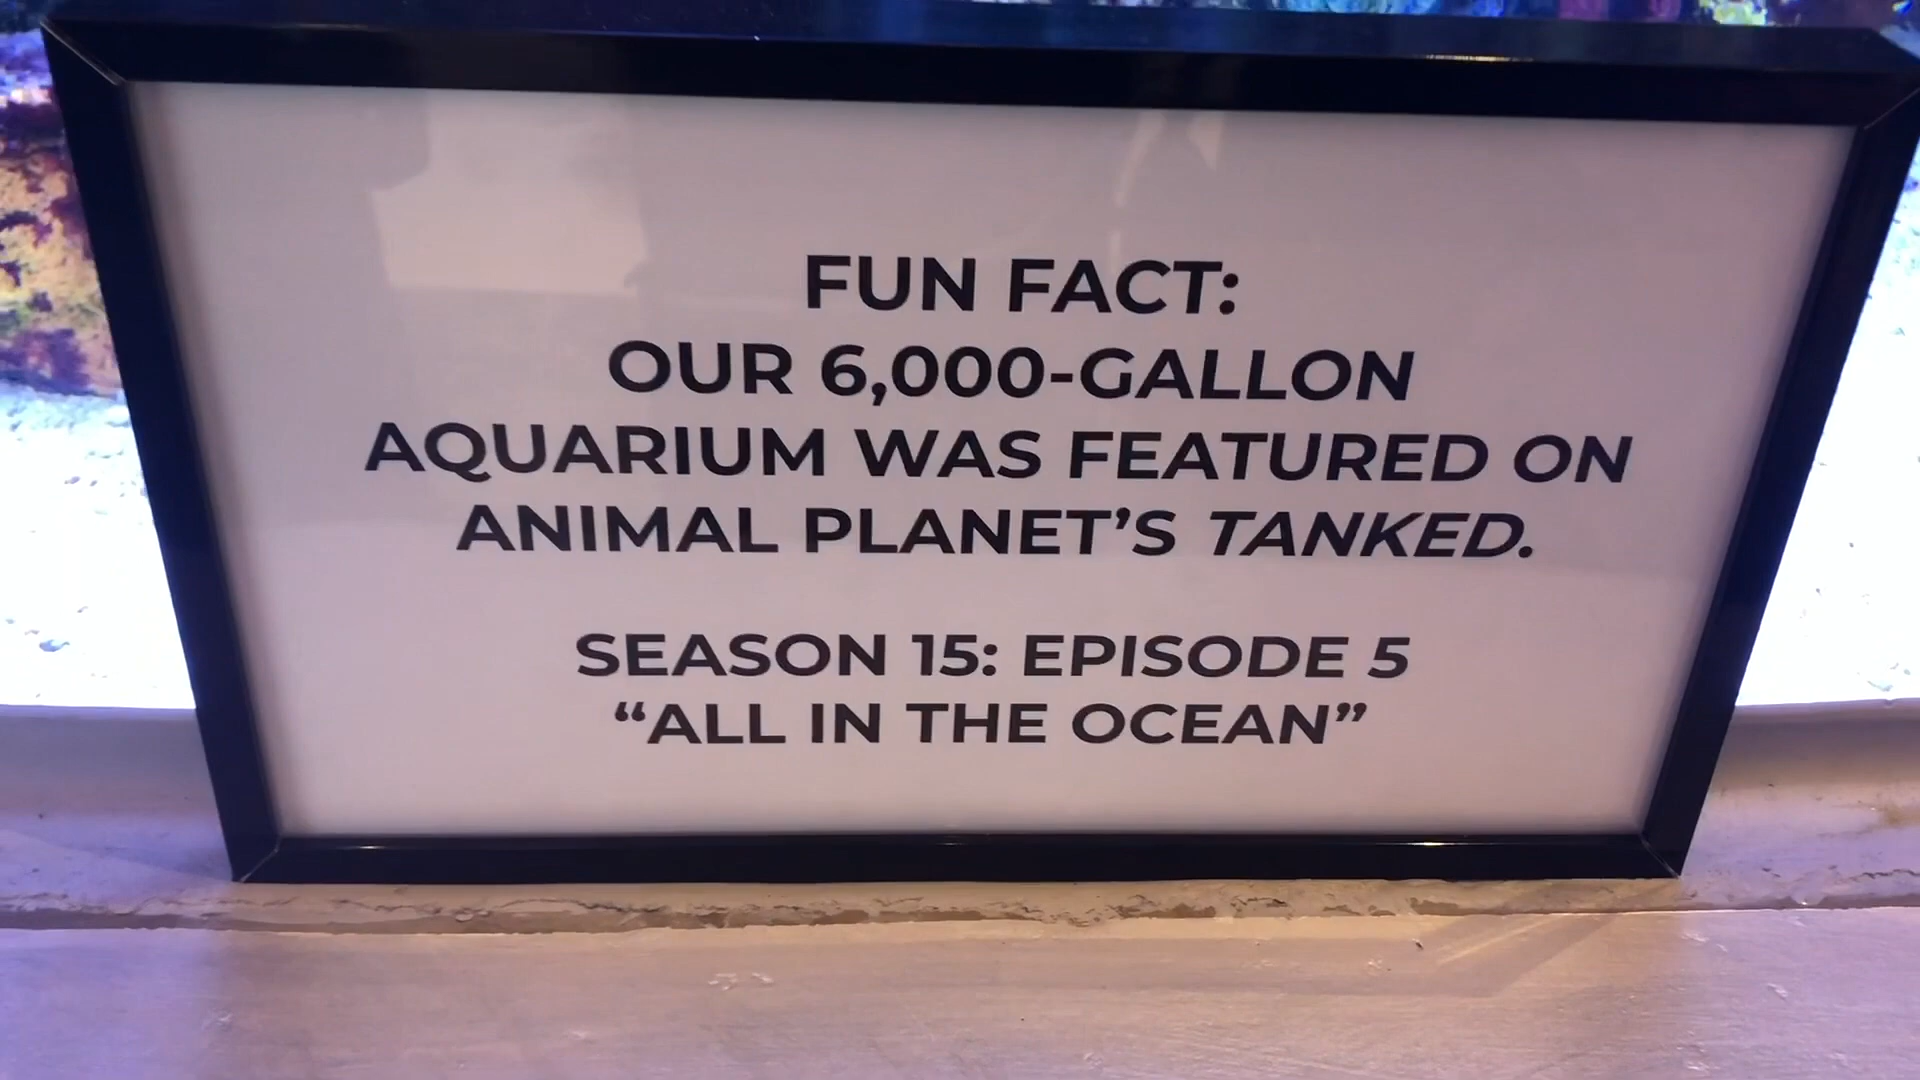 FUN FACT:
OUR 6,000-GALLON
AQUARIUM WAS FEATURED ON
ANIMAL PLANET’S TANKED.
SEASON 15: EPISODE 5
“ALL IN THE OCEAN”